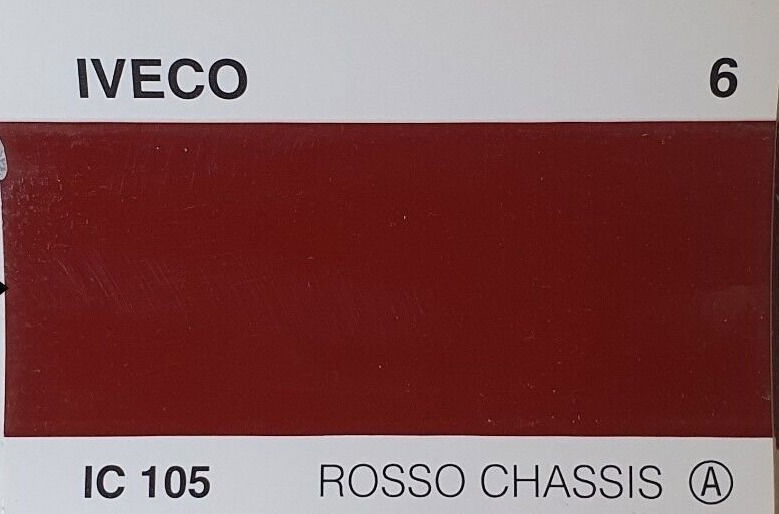 IVECO 6
IC 105 ROSSO CHASSIS Ⓐ